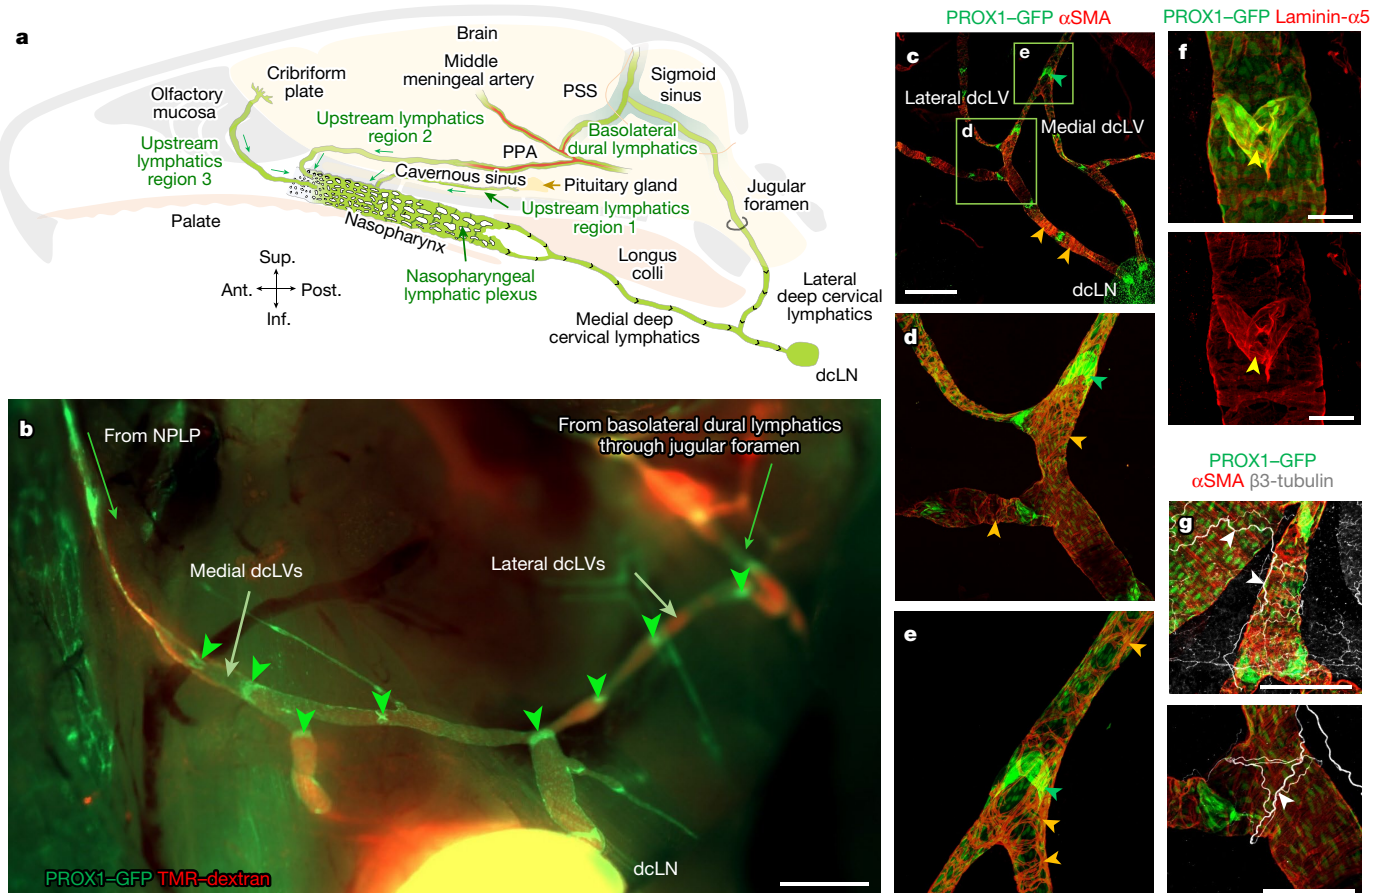 a
Brain
Middle
meningeal artery
Cribriform
plate
Olfactory
mucosa
PSS
Sigmoid
sinus
Upstream lymphatics
region 2
Basolateral
dural lymphatics
Upstream
lymphatics
region 3
PPA
Cavernous sinus
Pituitary gland
Jugular
foramen
Upstream lymphatics
region 1
Palate
Nasopharynx
Longus
colli
Sup.
Ant.
Post.
Inf.
Nasopharyngeal
lymphatic plexus
Lateral
deep cervical
lymphatics
Medial deep
cervical lymphatics
dcLN
b
From NPLP
From basolateral dural lymphatics
through jugular foramen
Medial dcLVs
Lateral dcLVs
dcLN
PROX1–GFP TMR–dextran
PROX1–GFP αSMA
c
e
Lateral dcLV
d
Medial dcLV
dcLN
d
e
PROX1–GFP Laminin-α5
f
PROX1–GFP
αSMA β3-tubulin
g